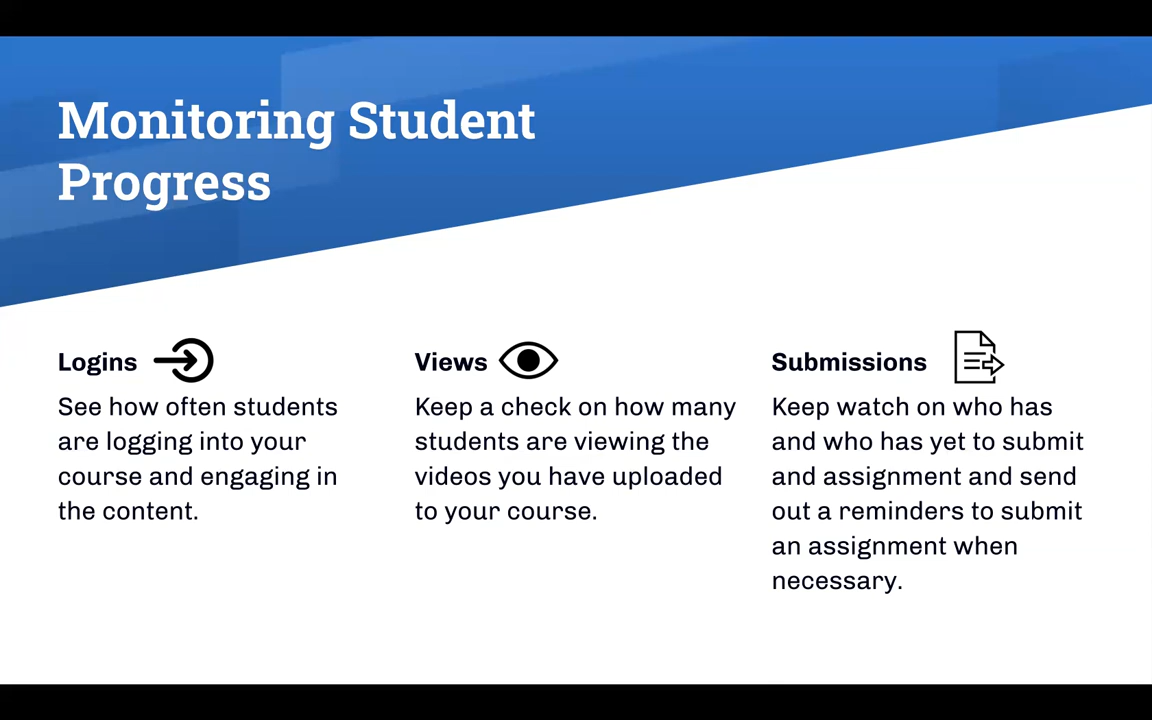 Monitoring Student
Progress
Logins
See how often students
are logging into your
course and engaging in
the content.
Views
Keep a check on how many
students are viewing the
videos you have uploaded
to your course.
Submissions
Keep watch on who has
and who has yet to submit
and assignment and send
out a reminders to submit
an assignment when
necessary.